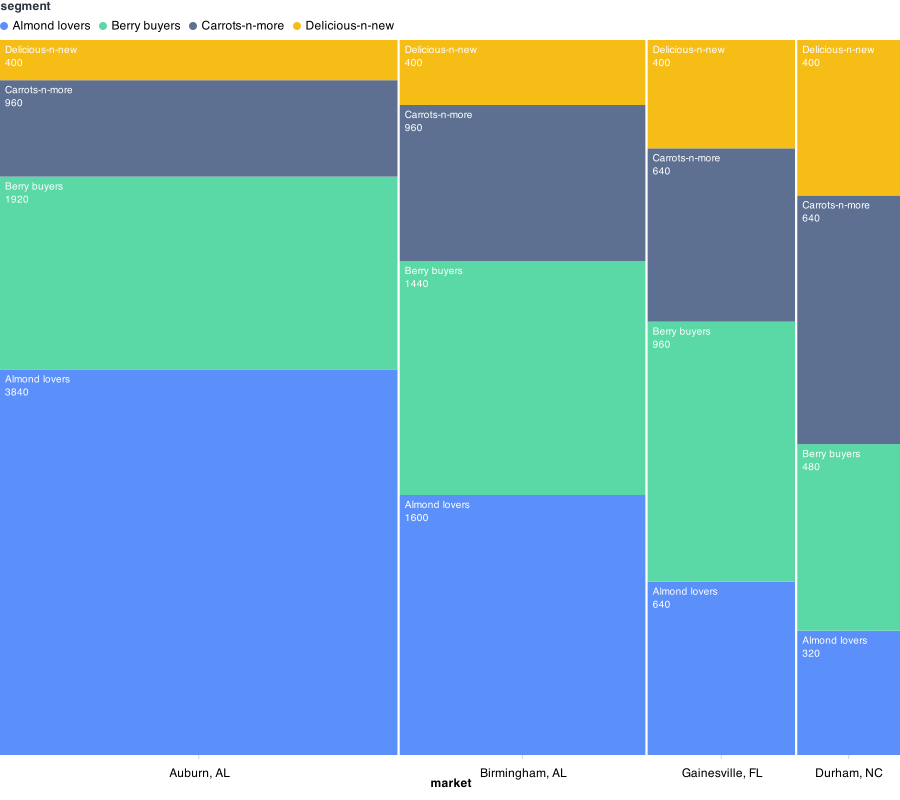 segment
Almond lovers Berry buyers Carrots-n-more Delicious-n-new
Delicious-n-new
400
Carrots-n-more
960
Berry buyers
1920
Almond lovers
3840
Delicious-n-new
400
Carrots-n-more
960
Berry buyers
1440
Almond lovers
1600
Delicious-n-new
400
Carrots-n-more
640
Berry buyers
960
Almond lovers
640
Delicious-n-new
400
Carrots-n-more
640
Berry buyers
480
Almond lovers
320
Auburn, AL Birmingham, AL Gainesville, FL Durham, NC
market